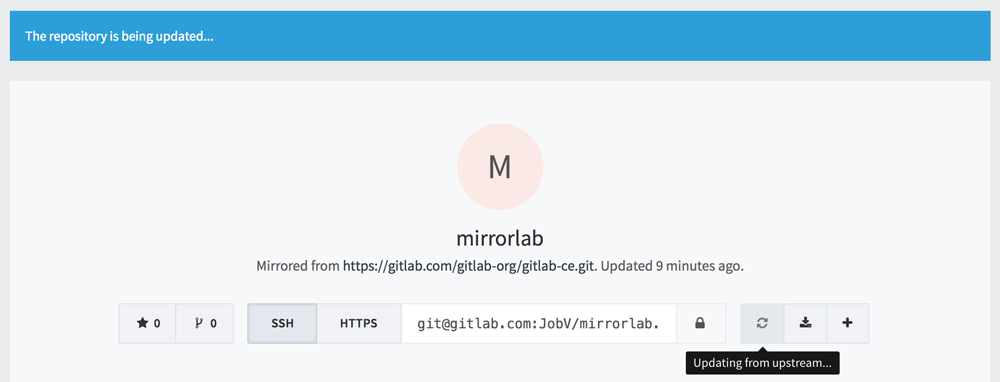 The repository is being updated...
M
mirrorlab
Mirrored from https://gitlab.com/gitlab-org/gitlab-ce.git. Updated 9 minutes ago.
0 0 SSH HTTPS git@gitlab.com:JobV/mirrorlab.
Updating from upstream...